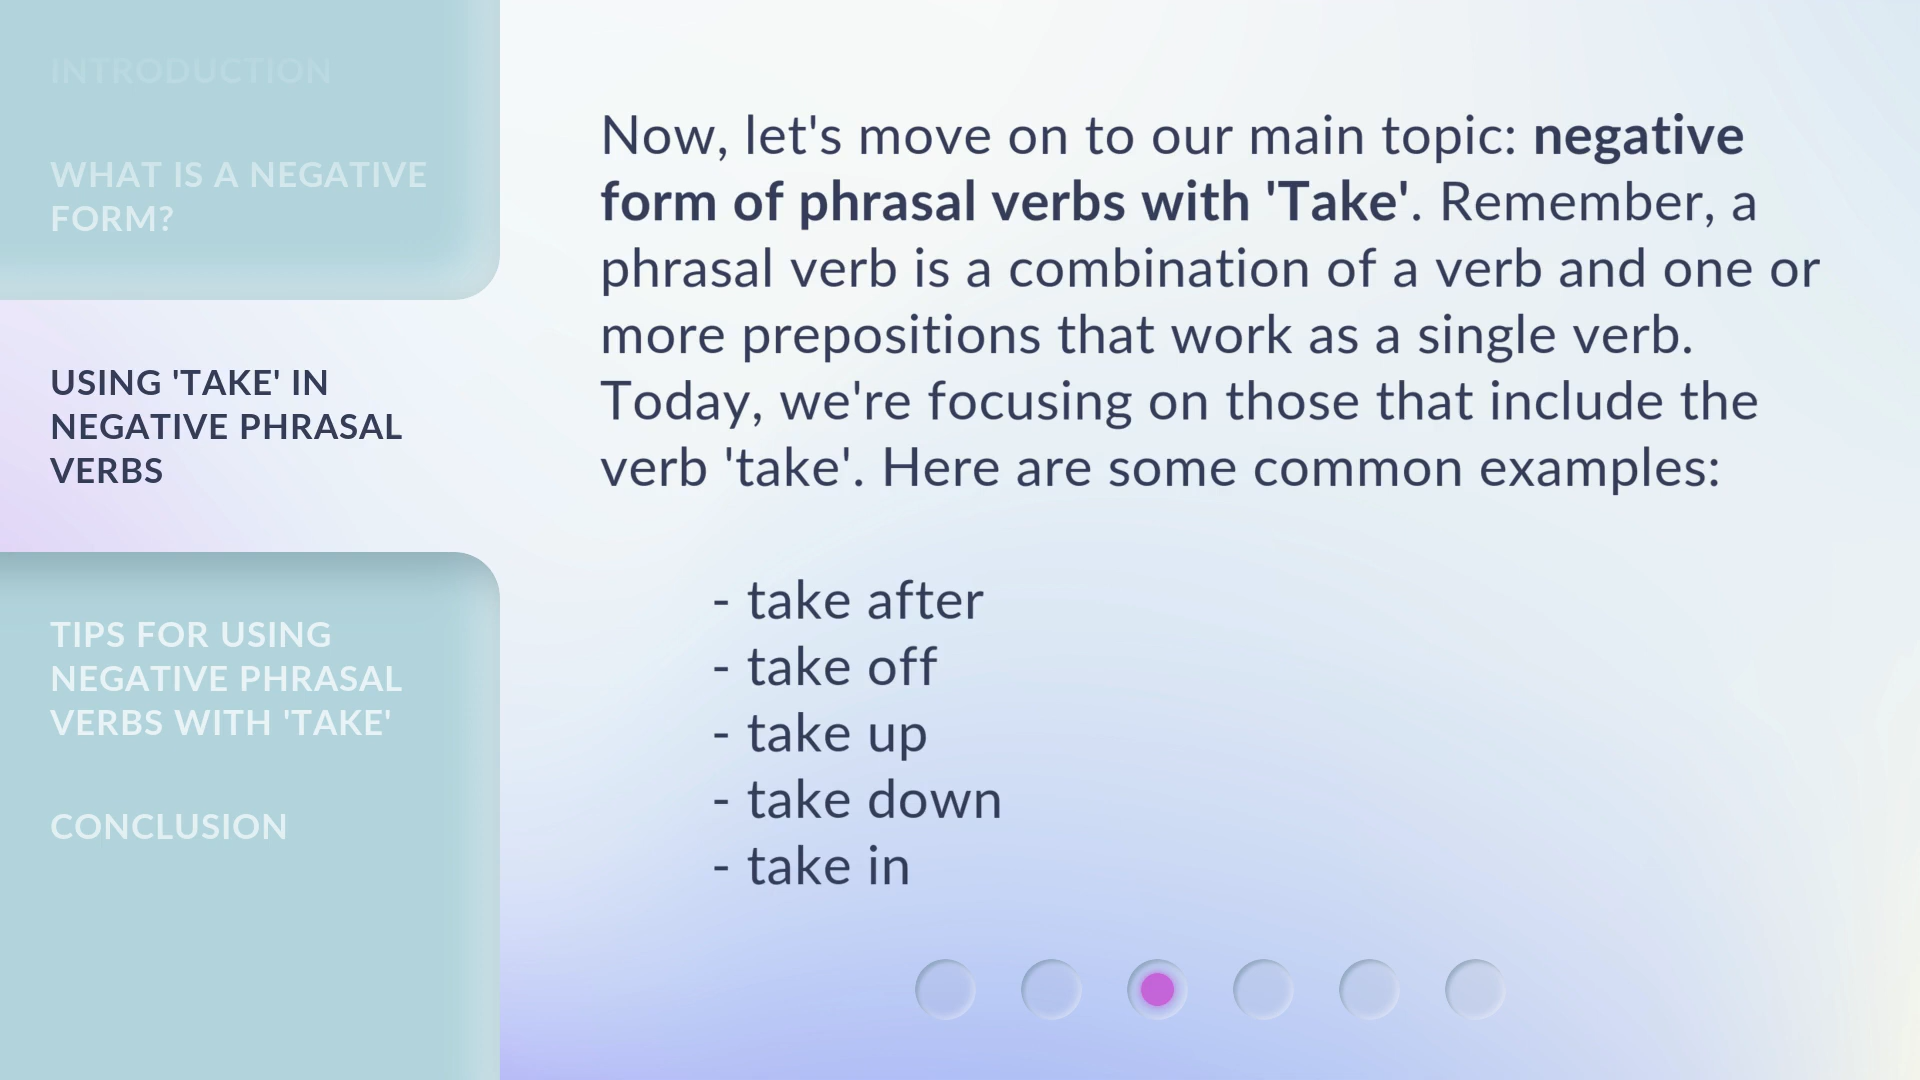 INTRODUCTION
WHAT IS A NEGATIVE
FORM?
USING 'TAKE' IN
NEGATIVE PHRASAL
VERBS
TIPS FOR USING
NEGATIVE PHRASAL
VERBS WITH 'TAKE'
CONCLUSION
Now, let's move on to our main topic: negative
form of phrasal verbs with 'Take'. Remember, a
phrasal verb is a combination of a verb and one or
more prepositions that work as a single verb.
Today, we're focusing on those that include the
verb 'take'. Here are some common examples:
- take after
- take off
- take up
- take down
- take in